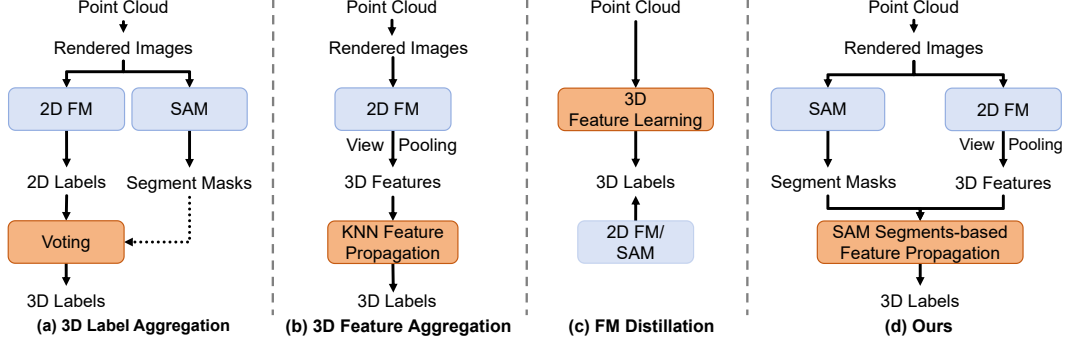 Point Cloud
Rendered Images
2D FM
SAM
2D Labels
Segment Masks
Voting
3D Labels
(a) 3D Label Aggregation
Point Cloud
Rendered Images
2D FM
View Pooling
3D Features
KNN Feature
Propagation
3D Labels
(b) 3D Feature Aggregation
Point Cloud
3D
Feature Learning
3D Labels
2D FM/
SAM
(c) FM Distillation
Point Cloud
Rendered Images
SAM
2D FM
View Pooling
Segment Masks
3D Features
SAM Segments-based
Feature Propagation
3D Labels
(d) Ours